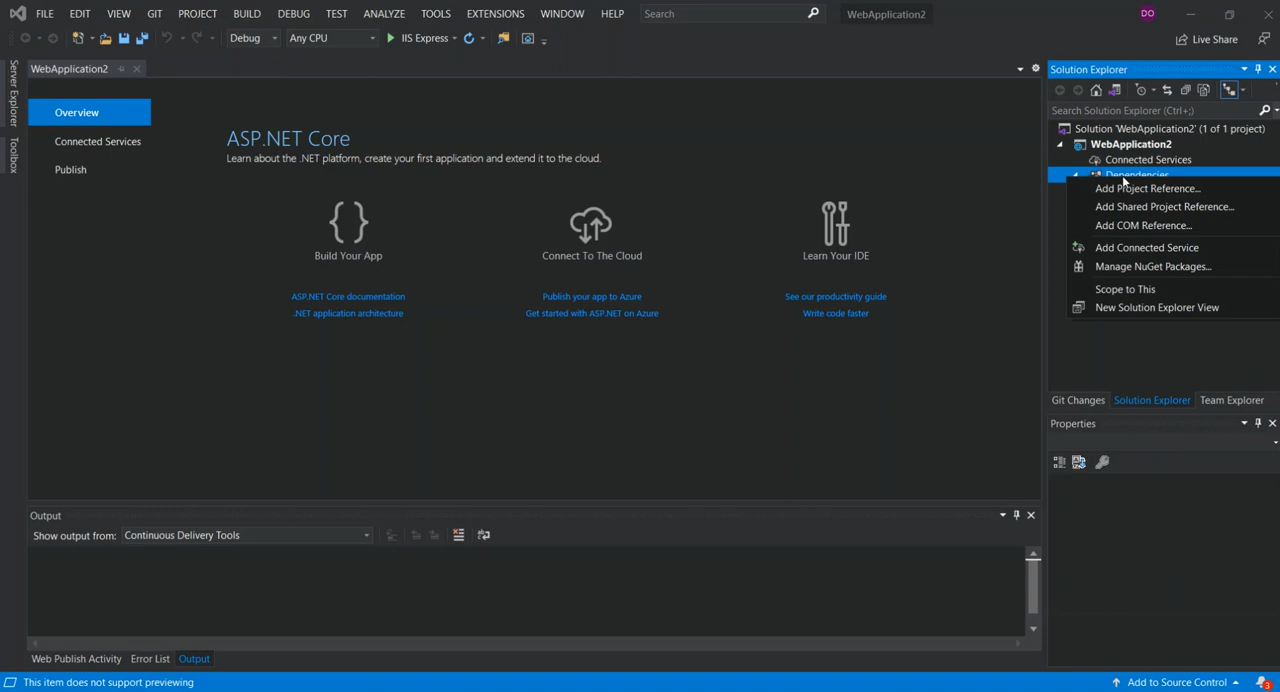 FILE EDIT VIEW GIT PROJECT BUILD DEBUG TEST ANALYZE TOOLS EXTENSIONS WINDOW HELP Search WebApplication2 DO
Debug Any CPU IIS Express Live Share
Server Explorer
Toolbox
WebApplication2
Overview
Connected Services
Publish
ASP.NET Core
Learn about the .NET platform, create your first application and extend it to the cloud.
Build Your App
ASP.NET Core documentation
.NET application architecture
Connect To The Cloud
Publish your app to Azure
Get started with ASP.NET on Azure
Learn Your IDE
See our productivity guide
Write code faster
Solution Explorer
Search Solution Explorer (Ctrl+;)
Solution 'WebApplication2' (1 of 1 project)
WebApplication2
Connected Services
Dependencies
Add Project Reference...
Add Shared Project Reference...
Add COM Reference...
Add Connected Service
Manage NuGet Packages...
Scope to This
New Solution Explorer View
Git Changes Solution Explorer Team Explorer
Properties
Output
Show output from: Continuous Delivery Tools
Web Publish Activity Error List Output
This item does not support previewing Add to Source Control 3